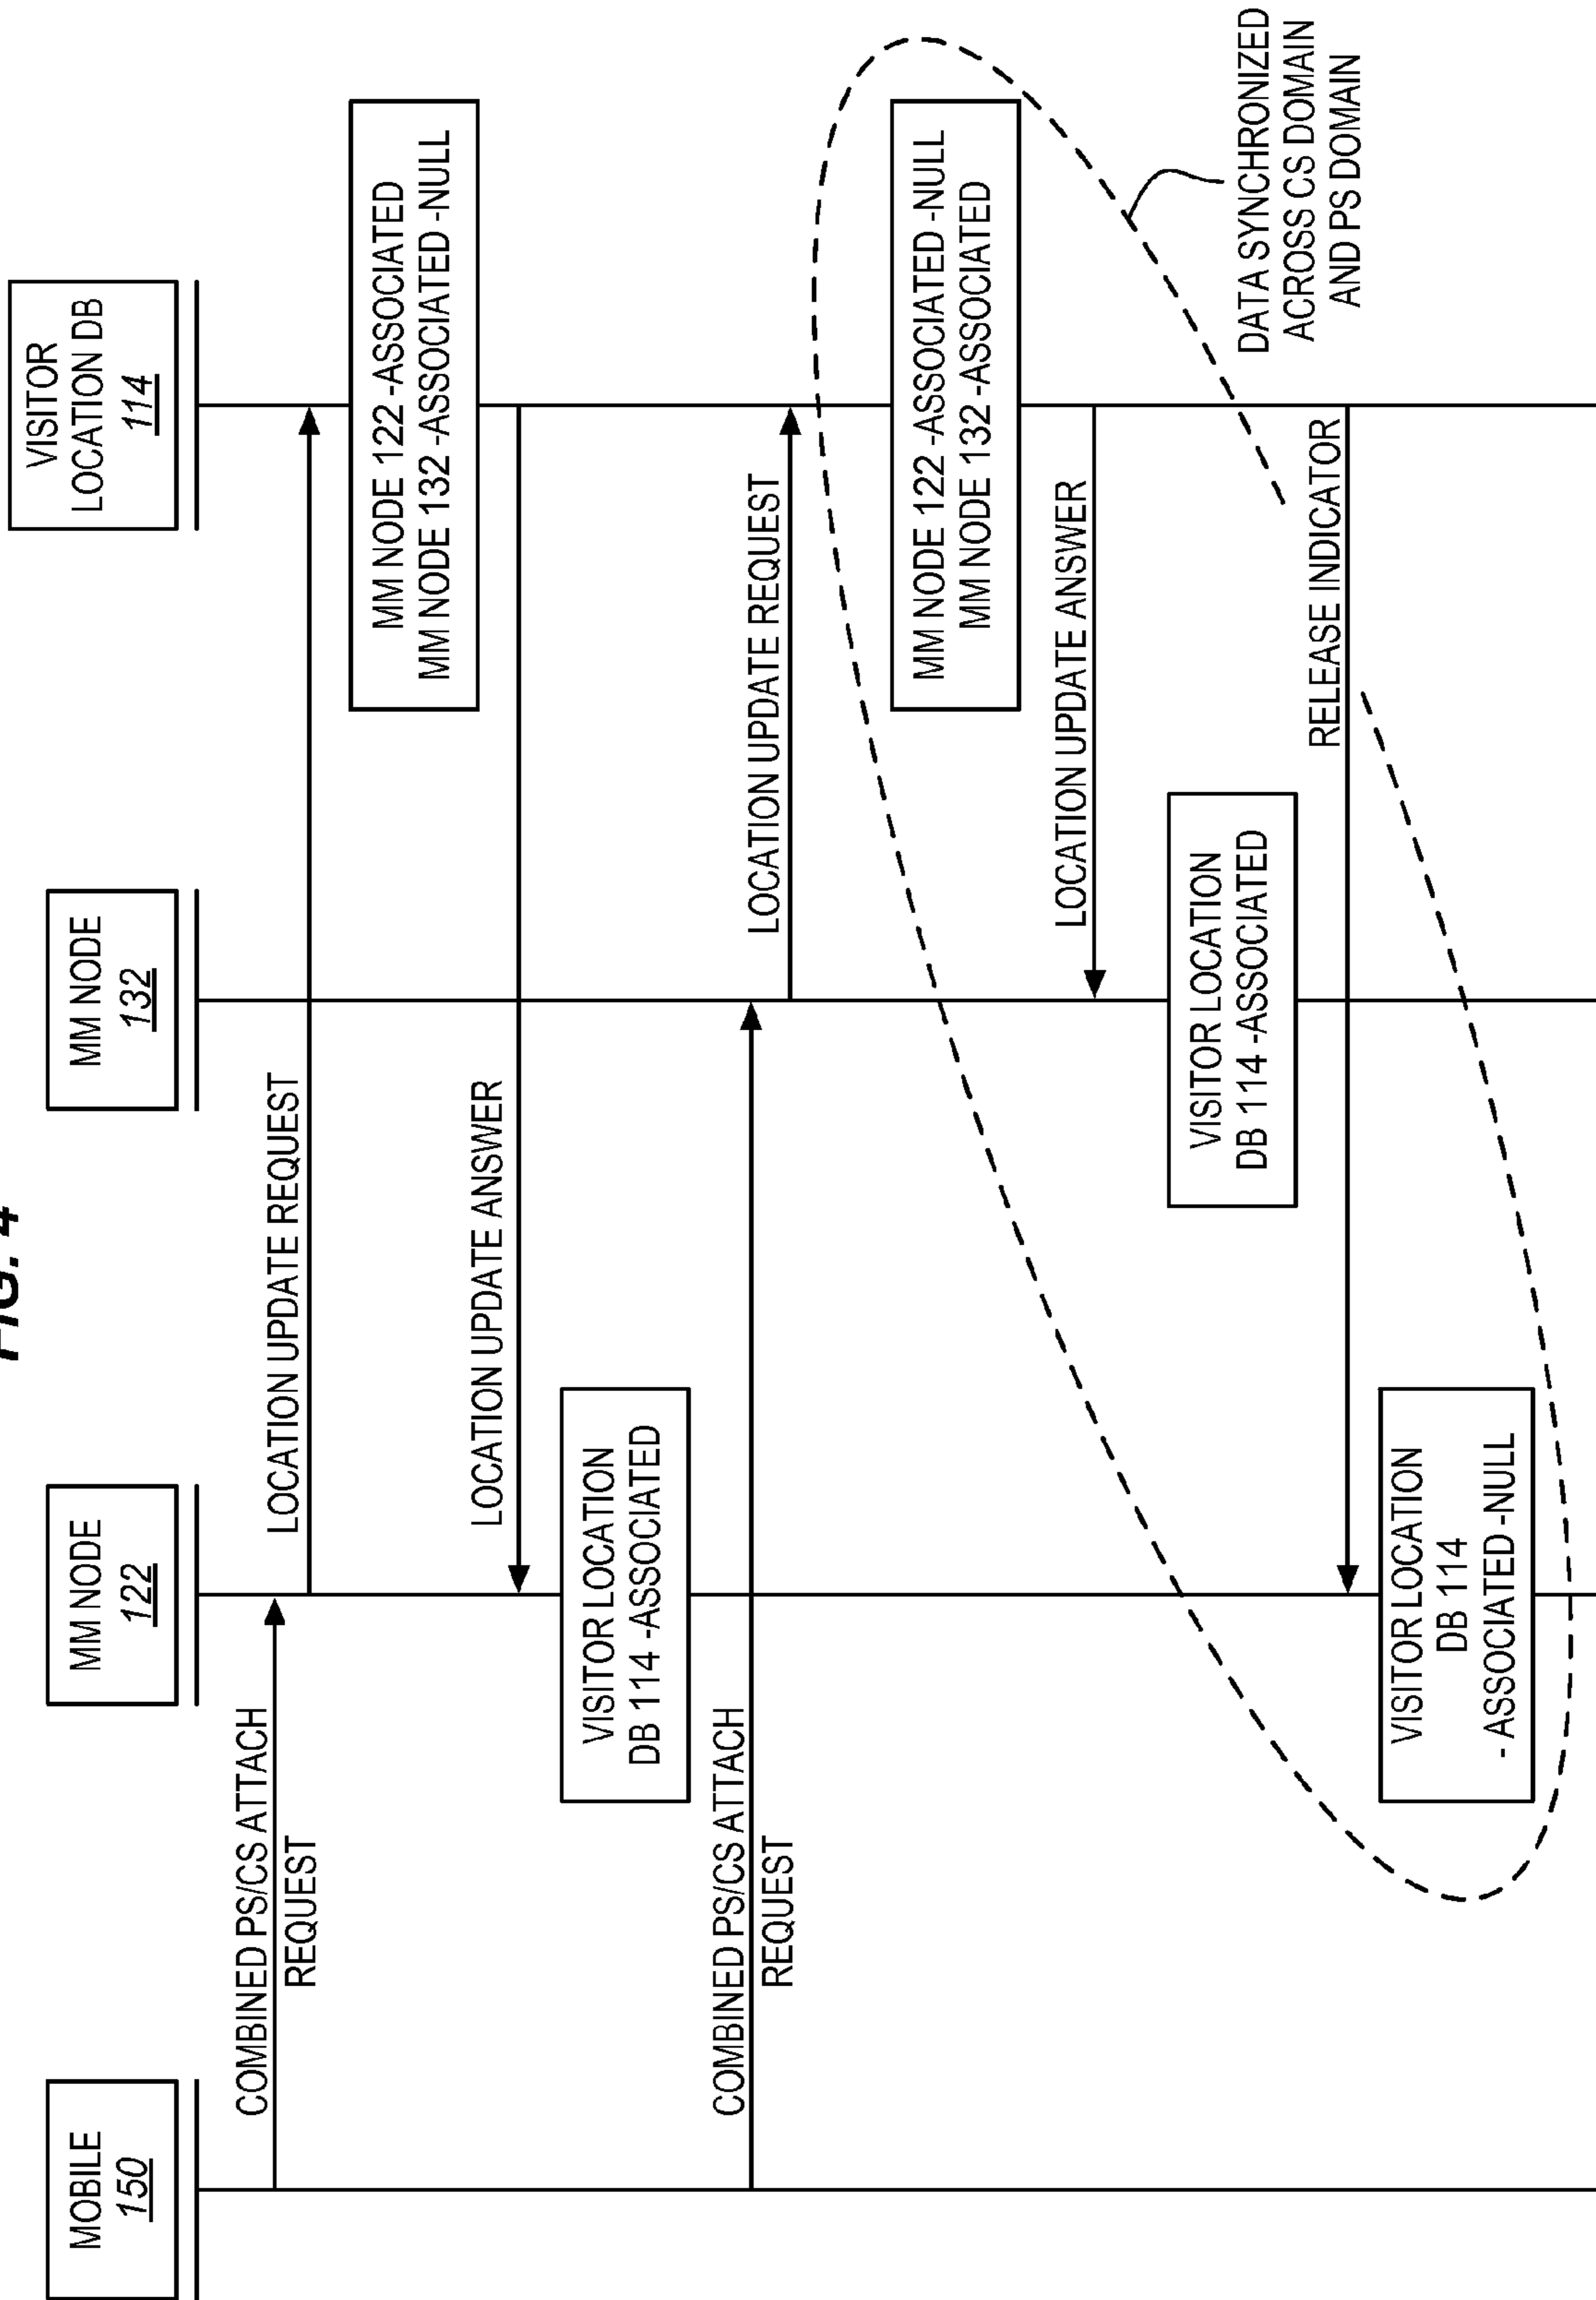 FIG. 4
MOBILE
150
MM NODE
122
MM NODE
132
VISITOR
LOCATION DB
114
COMBINED PS/CS ATTACH
REQUEST
LOCATION UPDATE REQUEST
MM NODE 122 -ASSOCIATED
MM NODE 132 -ASSOCIATED -NULL
LOCATION UPDATE ANSWER
VISITOR LOCATION
DB 114 -ASSOCIATED
COMBINED PS/CS ATTACH
REQUEST
LOCATION UPDATE REQUEST
MM NODE 122 -ASSOCIATED -NULL
MM NODE 132 -ASSOCIATED
LOCATION UPDATE ANSWER
VISITOR LOCATION
DB 114 -ASSOCIATED
DATA SYNCHRONIZED
ACROSS CS DOMAIN
AND PS DOMAIN
RELEASE INDICATOR
VISITOR LOCATION
DB 114
- ASSOCIATED -NULL